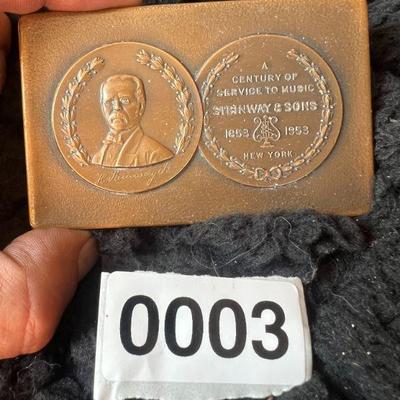 A
CENTURY OF
SERVICE TO MUSIC
STEINWAY & SONS
1853 1953
NEW YORK
0003